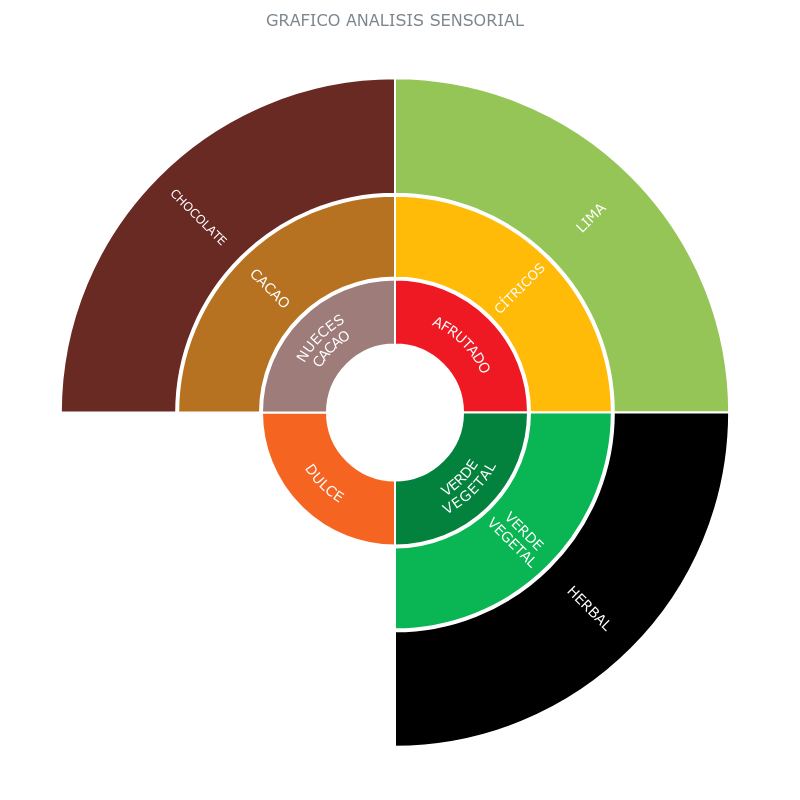 GRAFICO ANALISIS SENSORIAL
CHOCOLATE
LIMA
CACAO
CÍTRICOS
NUECES
CACAO
AFRUTADO
DULCE
VERDE
VEGETAL
VERDE
VEGETAL
HERBAL